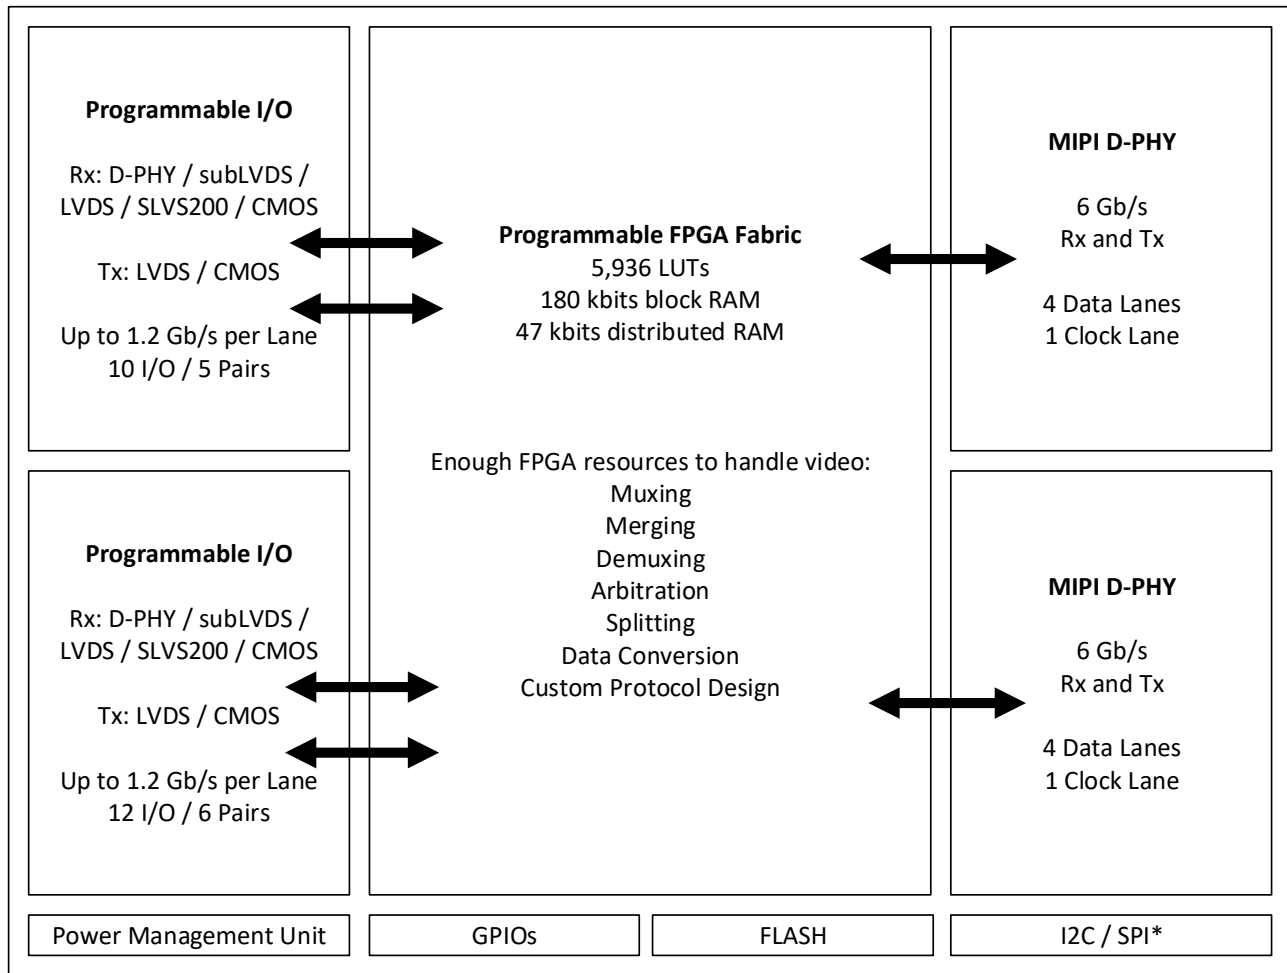 Programmable I/O
Rx: D-PHY / subLVDS /
LVDS / SLVS200 / CMOS
Tx: LVDS / CMOS
Up to 1.2 Gb/s per Lane
10 I/O / 5 Pairs
Programmable I/O
Rx: D-PHY / subLVDS /
LVDS / SLVS200 / CMOS
Tx: LVDS / CMOS
Up to 1.2 Gb/s per Lane
12 I/O / 6 Pairs
Programmable FPGA Fabric
5,936 LUTs
180 kbits block RAM
47 kbits distributed RAM
Enough FPGA resources to handle video:
Muxing
Merging
Demuxing
Arbitration
Splitting
Data Conversion
Custom Protocol Design
MIPI D-PHY
6 Gb/s
Rx and Tx
4 Data Lanes
1 Clock Lane
MIPI D-PHY
6 Gb/s
Rx and Tx
4 Data Lanes
1 Clock Lane
Power Management Unit
GPIOs
FLASH
I2C / SPI*